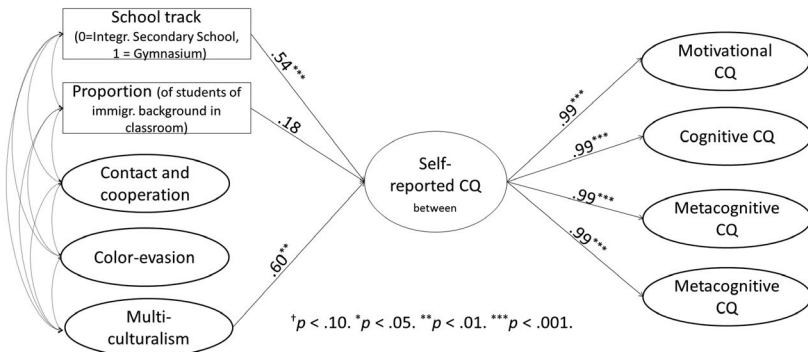 School track
(0=Integr. Secondary School,
1 = Gymnasium)
Proportion (of students of
immigr. background in
classroom)
Contact and
cooperation
Color-evasion
Multi-
culturalism
.54***
.18
.60**
Self-
reported CQ
between
.99***
.99***
.99***
.99***
Motivational
CQ
Cognitive CQ
Metacognitive
CQ
Metacognitive
CQ
†p < .10. *p < .05. **p < .01. ***p < .001.